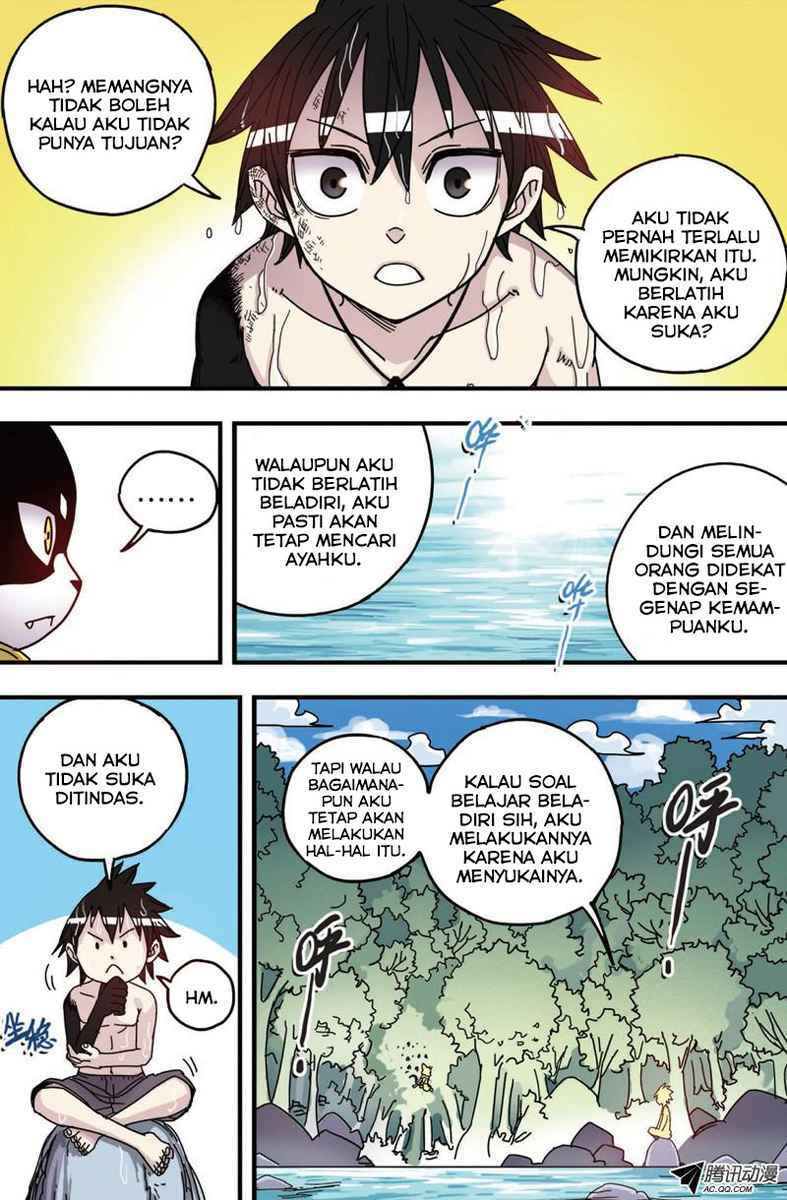 HAH? MEMANGNYA
TIDAK BOLEH
KALAU AKU TIDAK
PUNYA TUJUAN?
AKU TIDAK
PERNAH TERLALU
MEMIKIRKAN ITU.
MUNGKIN, AKU
BERLATIH
KARENA AKU
SUKA?
......
WALAUPUN AKU
TIDAK BERLATIH
BELADIRI, AKU
PASTI AKAN
TETAP MENCARI
AYAHKU.
呼
呼
DAN MELIN-
DUNGI SEMUA
ORANG DIDEKAT
DENGAN SE-
GENAP KEMAM-
PUANKU.
DAN AKU
TIDAK SUKA
DITINDAS.
HM.
坐稳
TAPI WALAU
BAGAIMANA-
PUN AKU
TETAP AKAN
MELAKUKAN
HAL-HAL ITU.
KALAU SOAL
BELAJAR BELA-
DIRI SIH, AKU
MELAKUKANNYA
KARENA AKU
MENYUKAINYA.
呼
呼
腾讯动漫
AC.QQ.COM